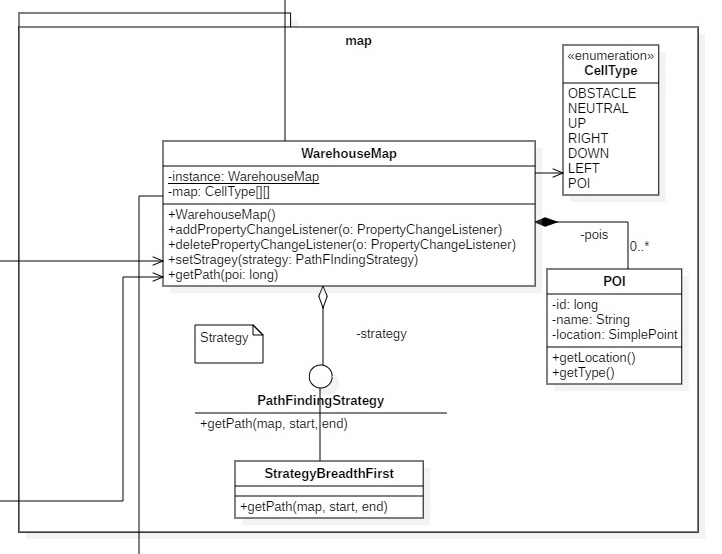 map
«enumeration»
CellType
OBSTACLE
NEUTRAL
UP
RIGHT
DOWN
LEFT
POI
WarehouseMap
-instance: WarehouseMap
-map: CellType[][]
+WarehouseMap()
+addPropertyChangeListener(o: PropertyChangeListener)
+deletePropertyChangeListener(o: PropertyChangeListener)
+setStragey(strategy: PathFIndingStrategy)
+getPath(poi: long)
-pois
0..*
POI
-id: long
-name: String
-location: SimplePoint
+getLocation()
+getType()
Strategy
-strategy
PathFindingStrategy
+getPath(map, start, end)
StrategyBreadthFirst
+getPath(map, start, end)